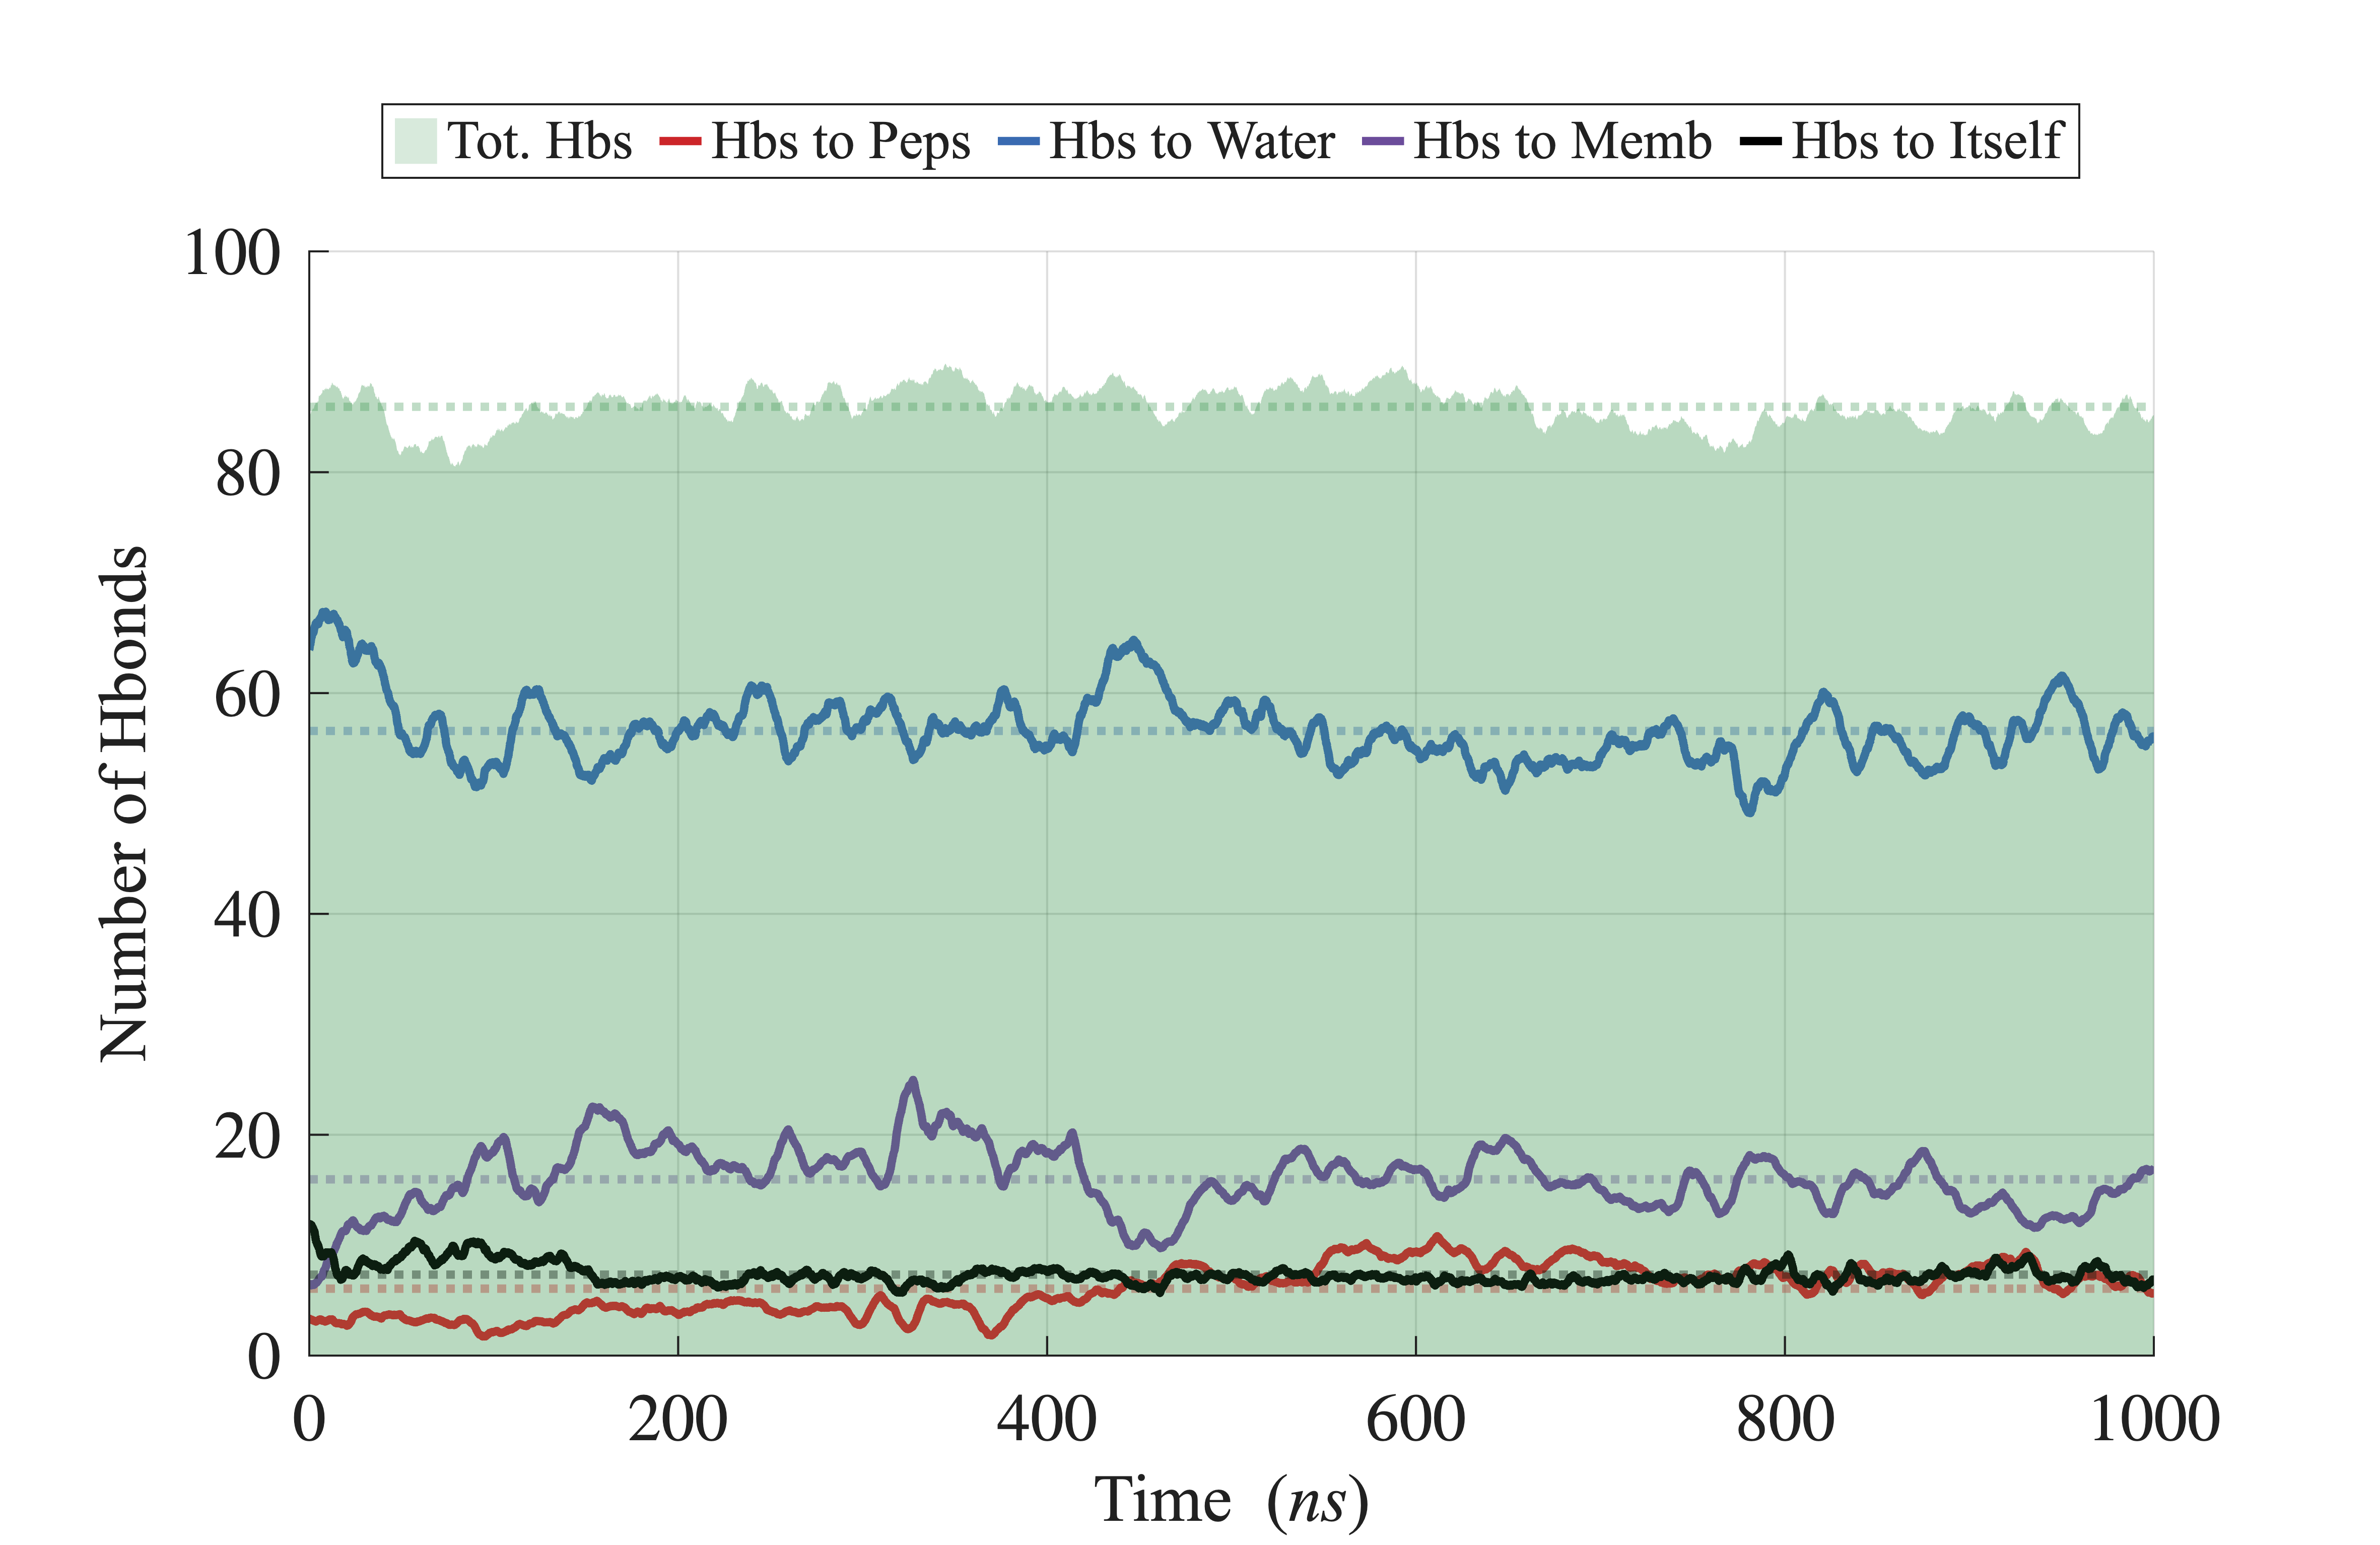 Tot. Hbs Hbs to Peps Hbs to Water Hbs to Memb Hbs to Itself
100
80
60
40
20
0
Number of Hbonds
0 200 400 600 800 1000
Time (ns)